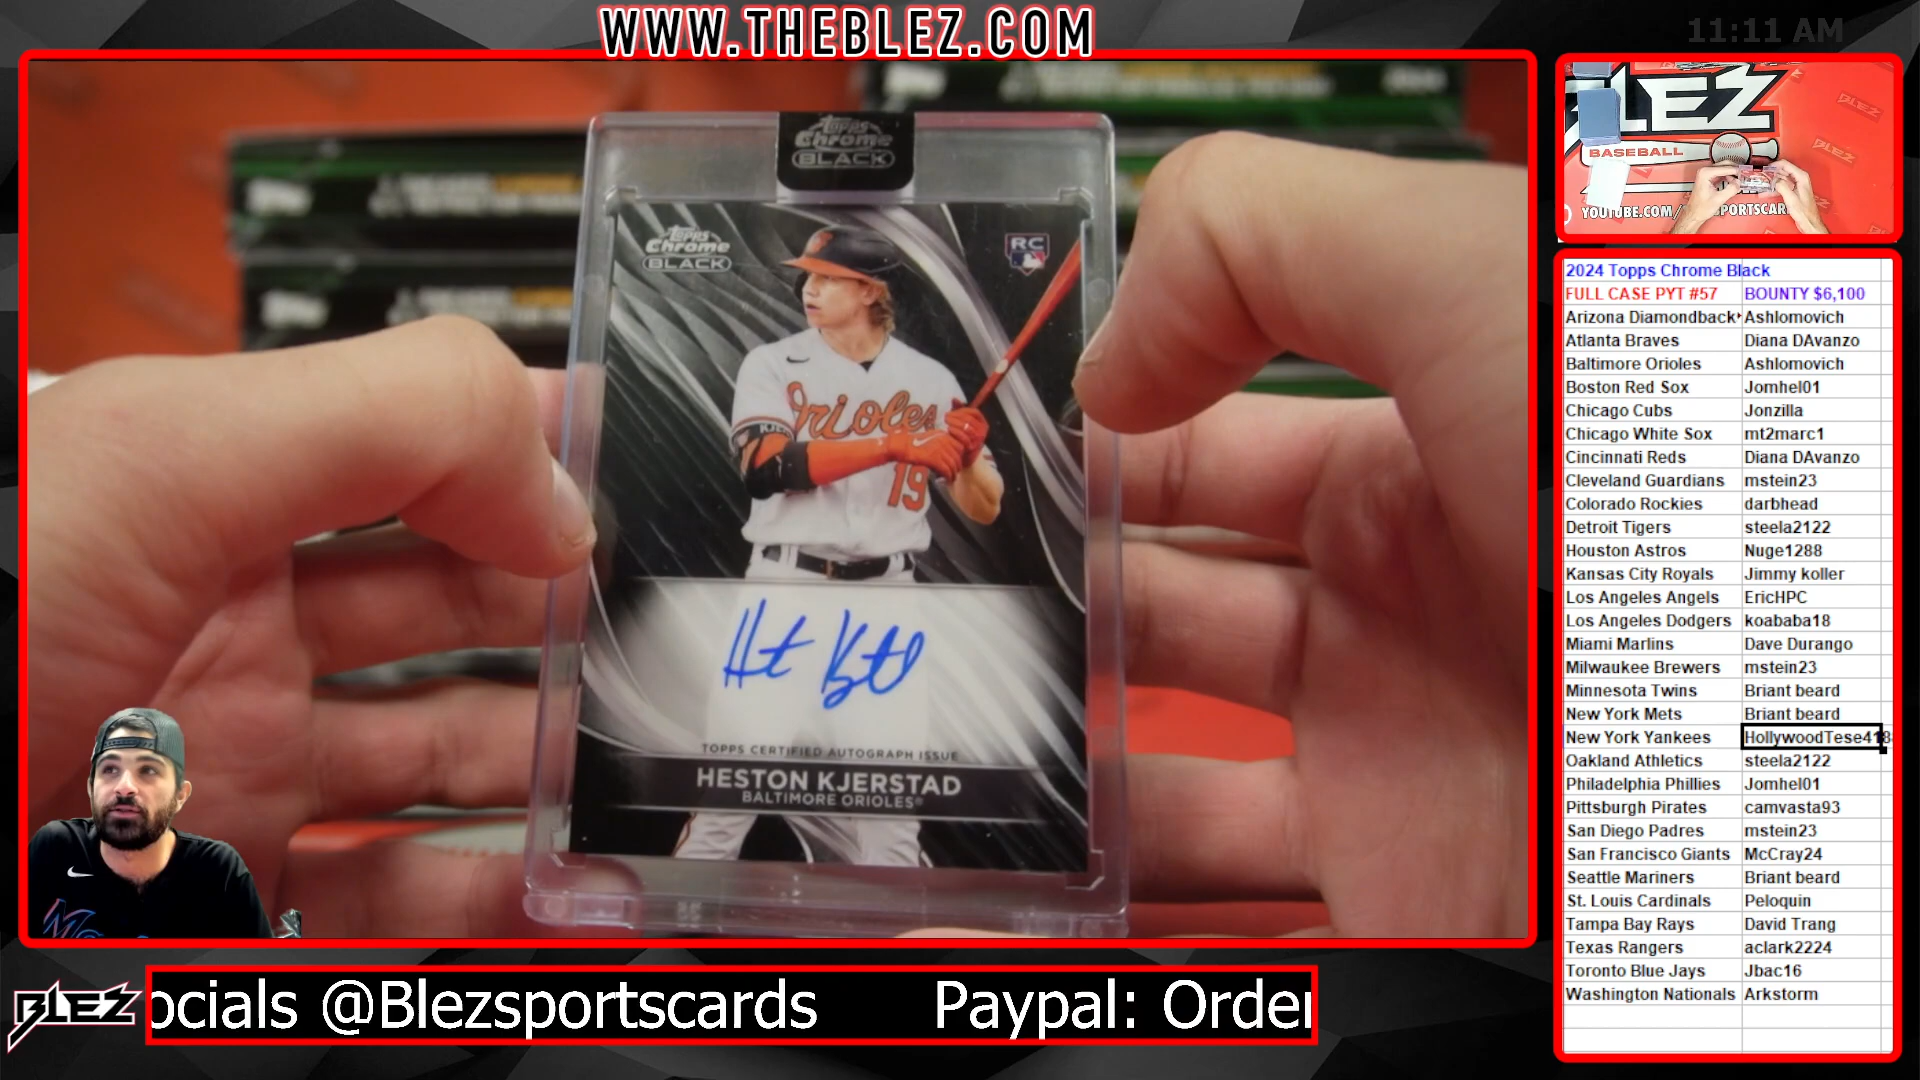 WWW.THEBLEZ.COM
11:11 AM
Topps
Chrome
BLACK
Topps
Chrome
BLACK
RC
Orioles
19
TOPPS CERTIFIED AUTOGRAPH ISSUE
HESTON KJERSTAD
BALTIMORE ORIOLES®
BLEZ
BASEBALL
YOUTUBE.COM/
2024 Topps Chrome Black
FULL CASE PYT #57 BOUNTY $6,100
Arizona Diamondback Ashlomovich
Atlanta Braves Diana DAvanzo
Baltimore Orioles Ashlomovich
Boston Red Sox Jomhel01
Chicago Cubs Jonzilla
Chicago White Sox mt2marc1
Cincinnati Reds Diana DAvanzo
Cleveland Guardians mstein23
Colorado Rockies darbhead
Detroit Tigers steela2122
Houston Astros Nuge1288
Kansas City Royals Jimmy koller
Los Angeles Angels EricHPC
Los Angeles Dodgers koababa18
Miami Marlins Dave Durango
Milwaukee Brewers mstein23
Minnesota Twins Briant beard
New York Mets Briant beard
New York Yankees HollywoodTese418
Oakland Athletics steela2122
Philadelphia Phillies Jomhel01
Pittsburgh Pirates camvasta93
San Diego Padres mstein23
San Francisco Giants McCray24
Seattle Mariners Briant beard
St. Louis Cardinals Peloquin
Tampa Bay Rays David Trang
Texas Rangers aclark2224
Toronto Blue Jays Jbac16
Washington Nationals Arkstorm
BLEZ
ocials @Blezsportscards Paypal: Order